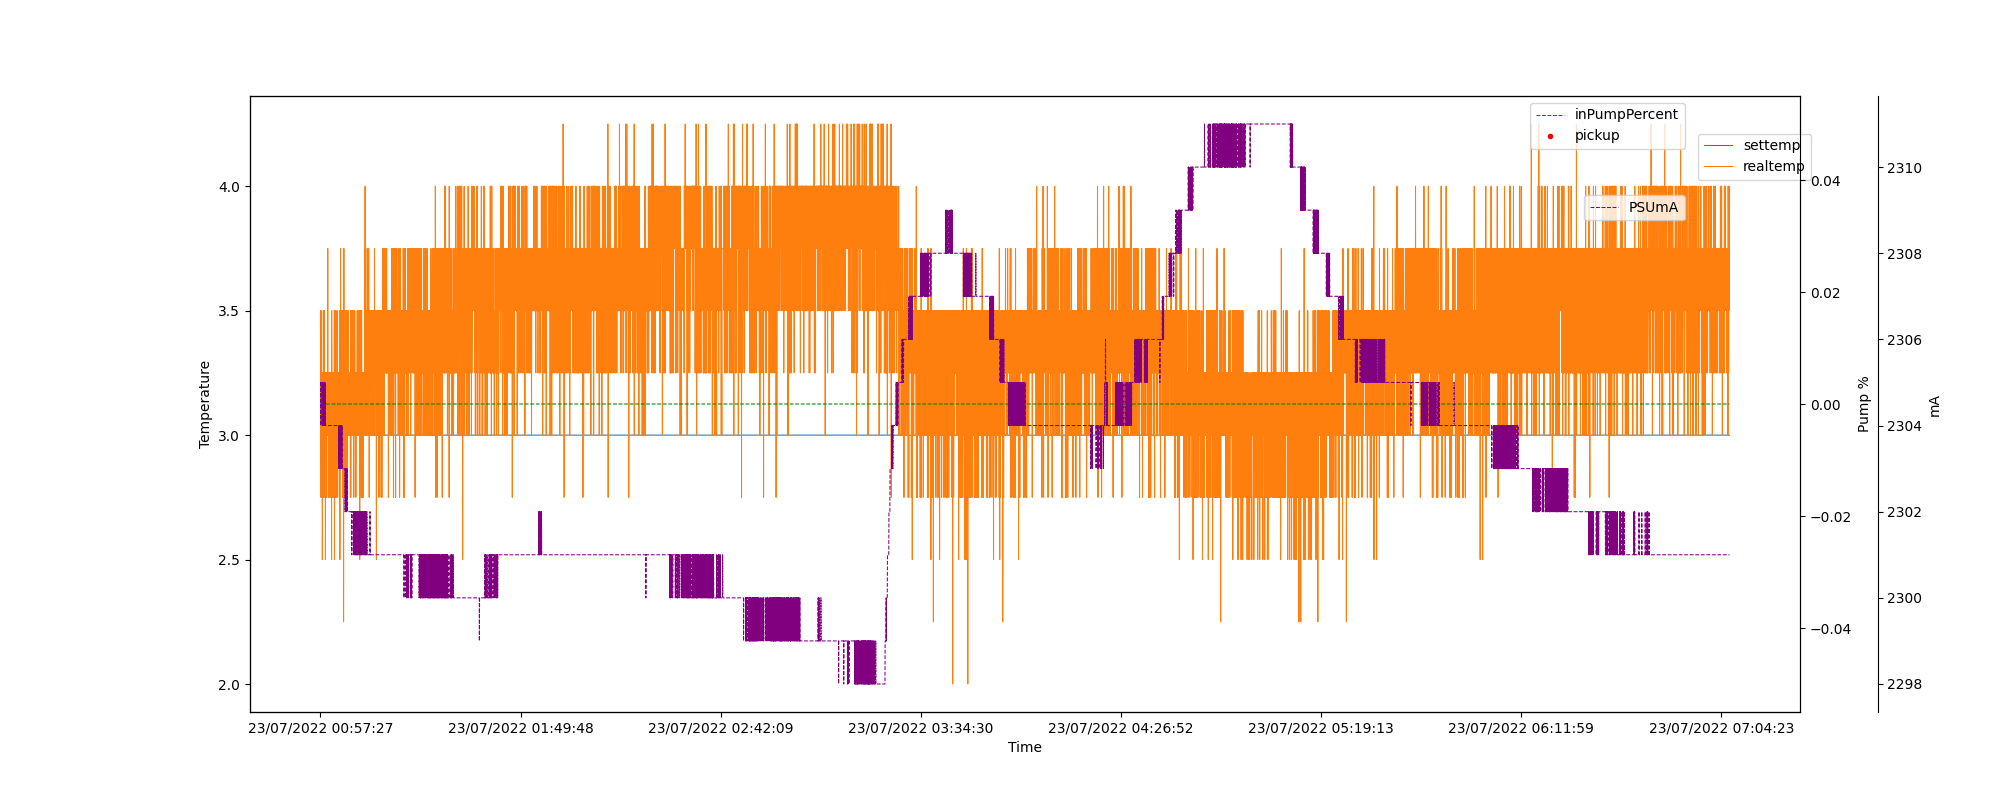 inPumpPercent
pickup
settemp
realtemp
PSUmA
Temperature
4.0
3.5
3.0
2.5
2.0
0.04
0.02
0.00
−0.02
−0.04
Pump %
2310
2308
2306
2304
2302
2300
2298
mA
23/07/2022 00:57:27
23/07/2022 01:49:48
23/07/2022 02:42:09
23/07/2022 03:34:30
23/07/2022 04:26:52
23/07/2022 05:19:13
23/07/2022 06:11:59
23/07/2022 07:04:23
Time